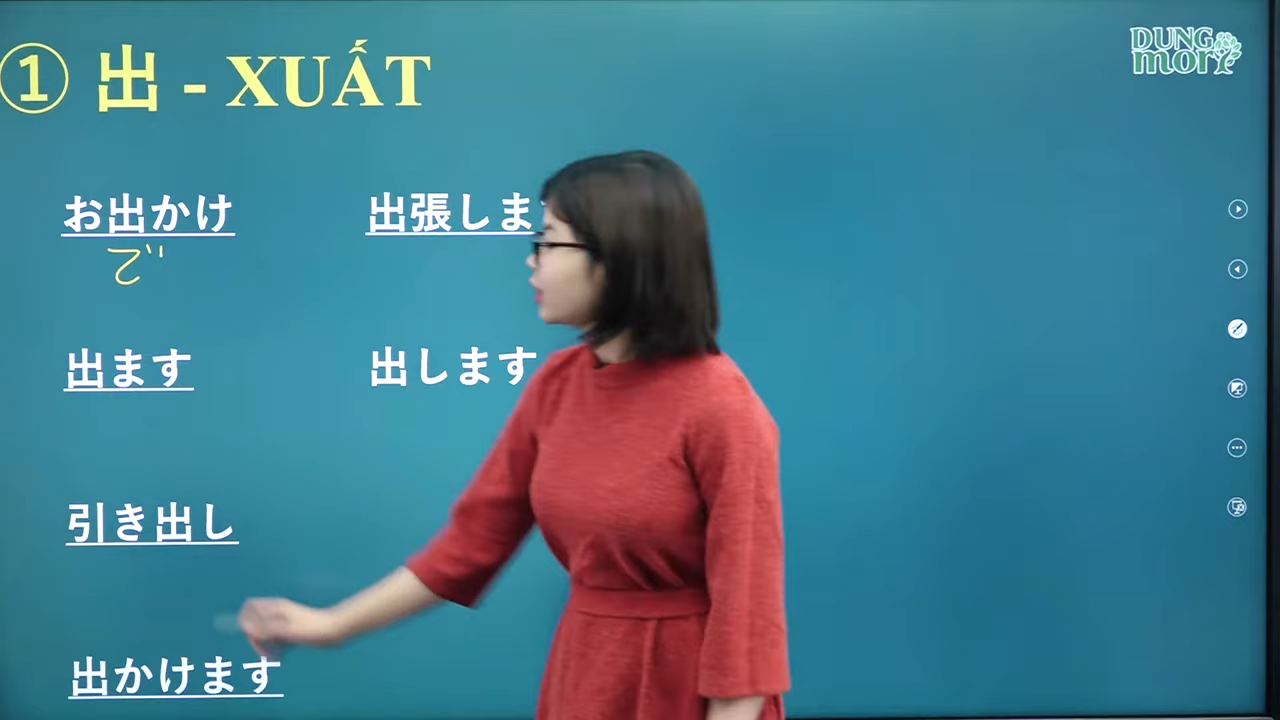 ① 出 - XUẤT
DUNG
mori
お出かけ
で
出張しま
出ます
出します
引き出し
出かけます